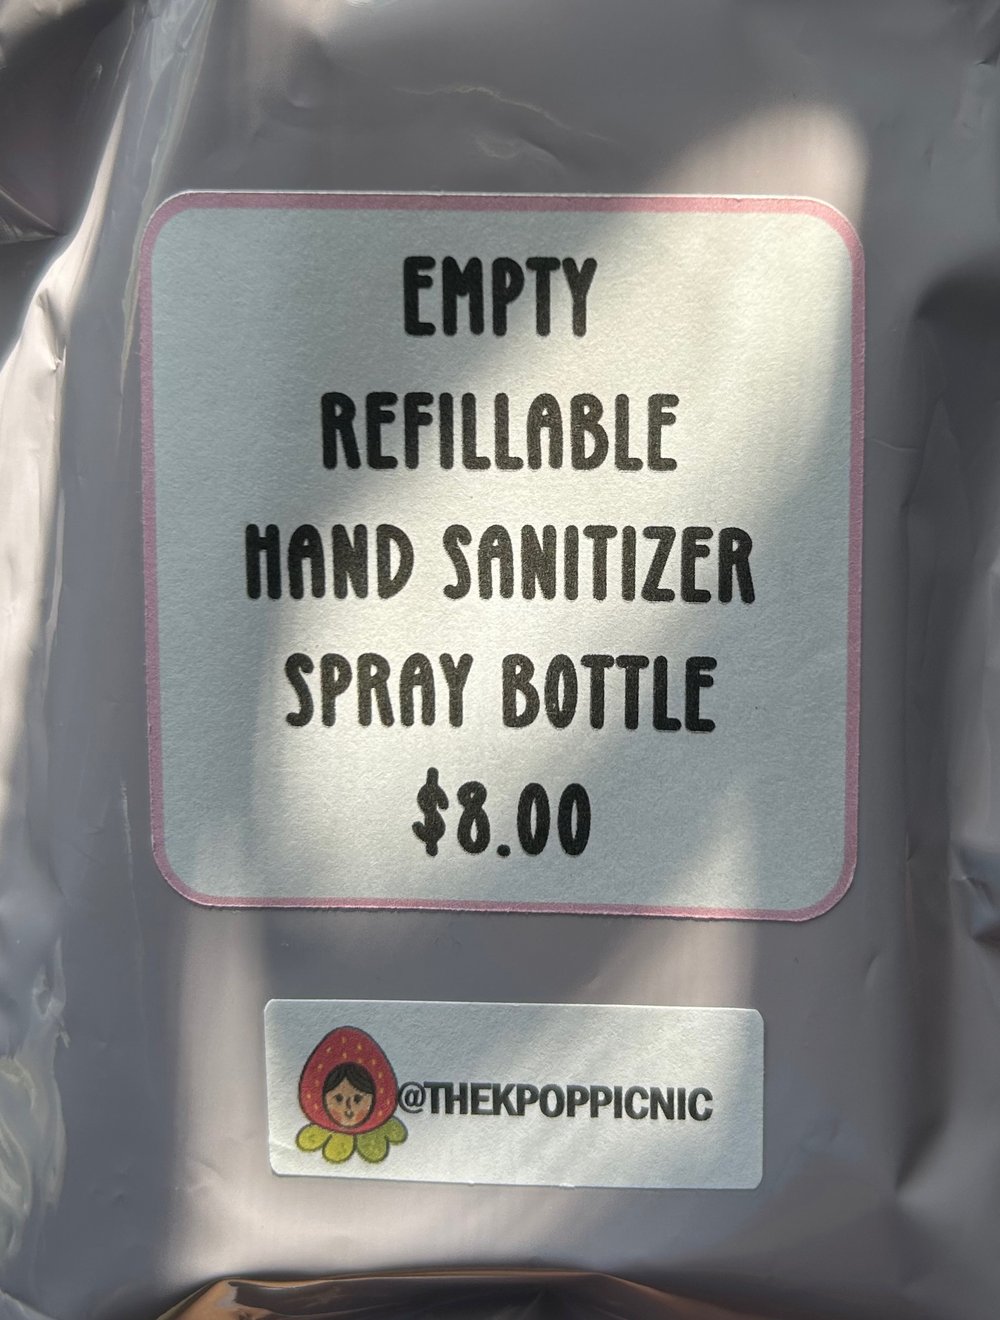 EMPTY
REFILLABLE
HAND SANITIZER
SPRAY BOTTLE
$8.00
@THEKPOPPICNIC